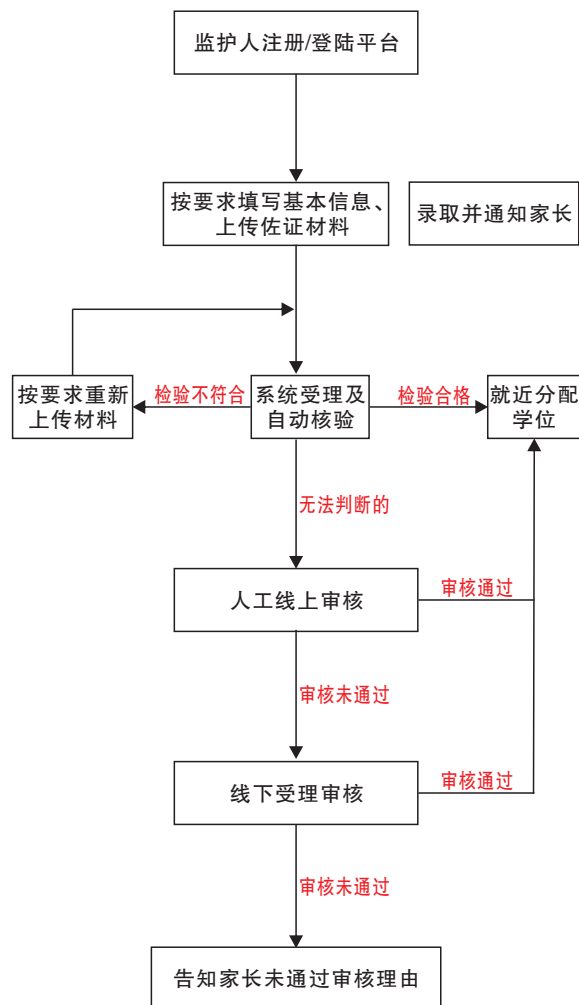 监护人注册/登陆平台
按要求填写基本信息、
上传佐证材料
录取并通知家长
按要求重新
上传材料
检验不符合
系统受理及
自动核验
检验合格
就近分配
学位
无法判断的
人工线上审核
审核通过
审核未通过
线下受理审核
审核通过
审核未通过
告知家长未通过审核理由